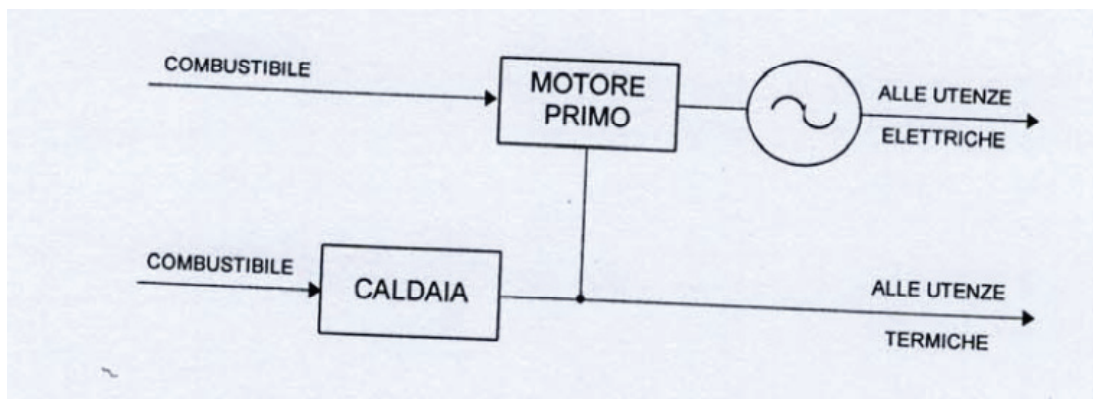 COMBUSTIBILE
MOTORE
PRIMO
ALLE UTENZE
ELETTRICHE
COMBUSTIBILE
CALDAIA
ALLE UTENZE
TERMICHE